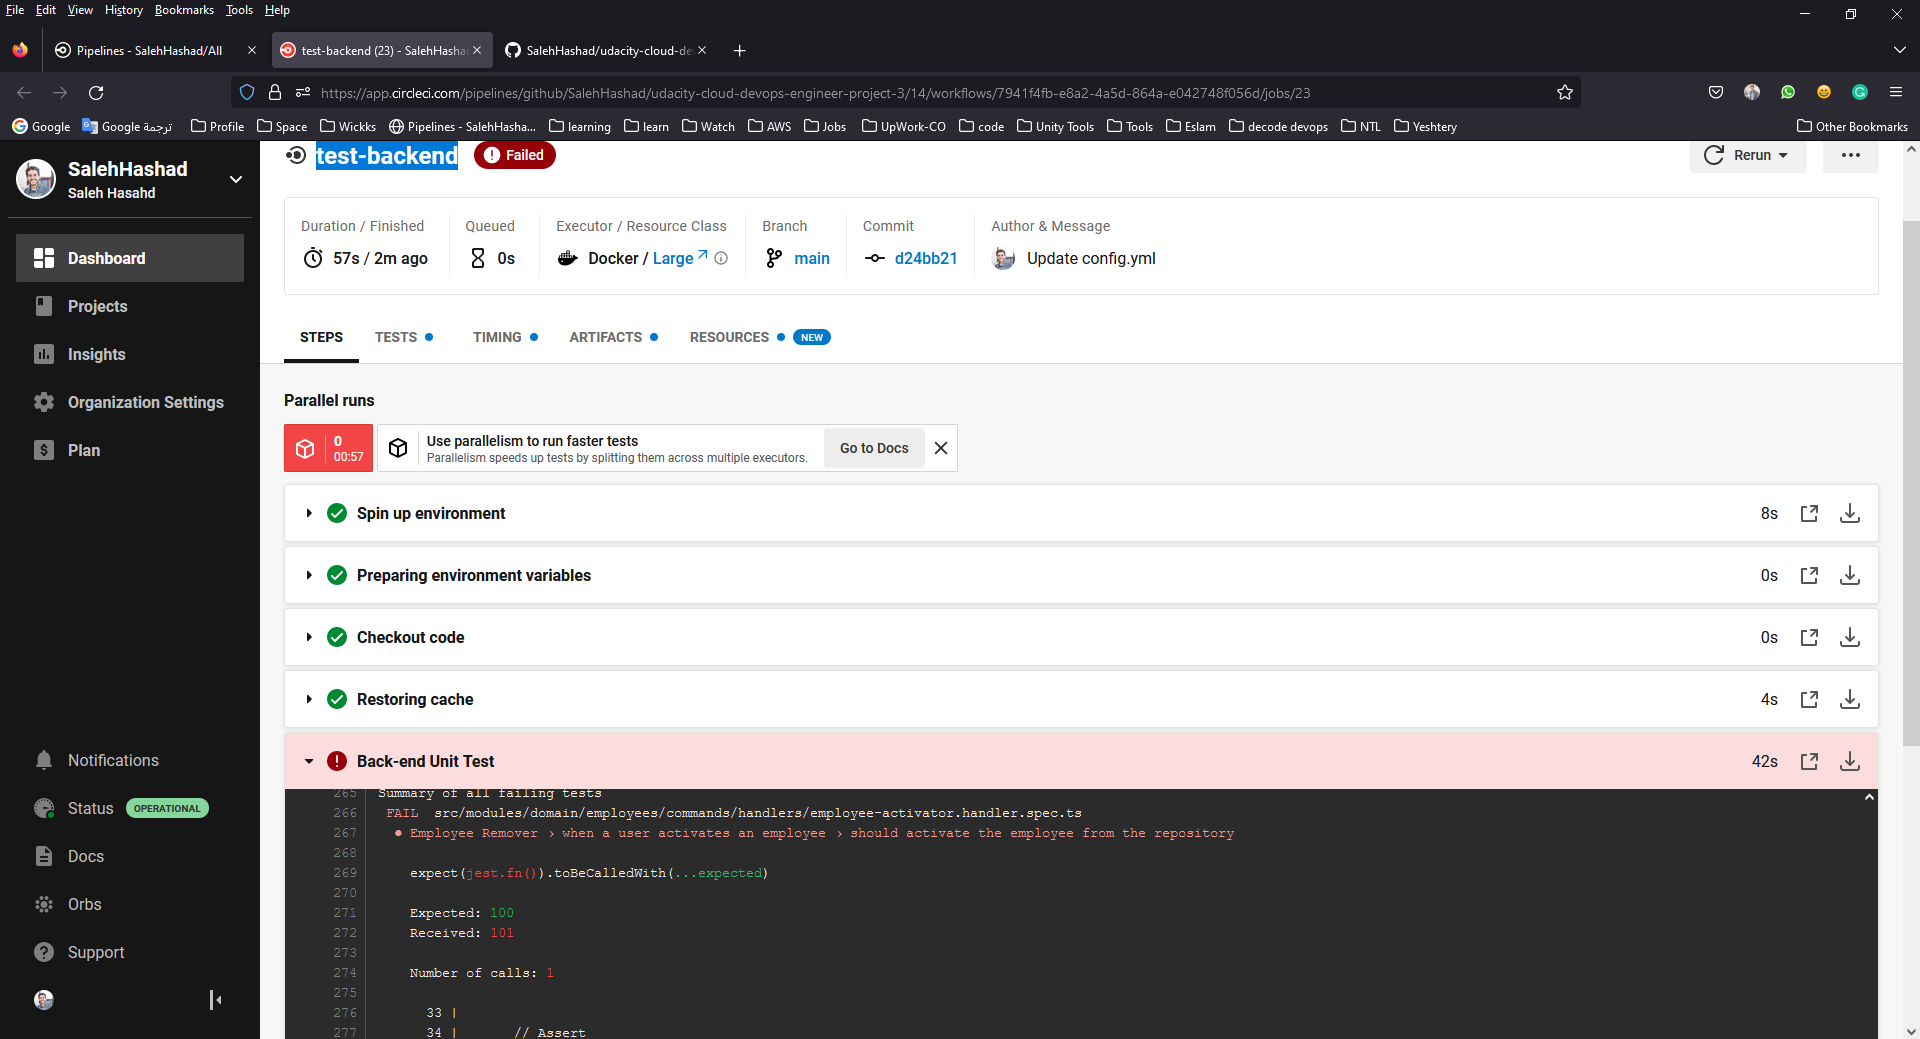 File Edit View History Bookmarks Tools Help
Pipelines - SalehHashad/All
test-backend (23) - SalehHasha
SalehHashad/udacity-cloud-de
https://app.circleci.com/pipelines/github/SalehHashad/udacity-cloud-devops-engineer-project-3/14/workflows/7941f4fb-e8a2-4a5d-864a-e042748f056d/jobs/23
Google ترجمة Google Profile Space Wickks Pipelines - SalehHasha... learning learn Watch AWS Jobs UpWork-CO code Unity Tools Tools Eslam decode devops NTL Yeshtery Other Bookmarks
SalehHashad
Saleh Hasahd
Dashboard
Projects
Insights
Organization Settings
Plan
Notifications
Status OPERATIONAL
Docs
Orbs
Support
test-backend Failed
Rerun
Duration / Finished
57s / 2m ago
Queued
0s
Executor / Resource Class
Docker / Large
Branch
main
Commit
d24bb21
Author & Message
Update config.yml
STEPS TESTS TIMING ARTIFACTS RESOURCES NEW
Parallel runs
0
00:57
Use parallelism to run faster tests
Parallelism speeds up tests by splitting them across multiple executors.
Go to Docs
Spin up environment 8s
Preparing environment variables 0s
Checkout code 0s
Restoring cache 4s
Back-end Unit Test 42s
265 Summary of all failing tests
266 FAIL src/modules/domain/employees/commands/handlers/employee-activator.handler.spec.ts
267 ● Employee Remover › when a user activates an employee › should activate the employee from the repository
268
269 expect(jest.fn()).toBeCalledWith(...expected)
270
271 Expected: 100
272 Received: 101
273
274 Number of calls: 1
275
276 33 |
277 34 | // Assert